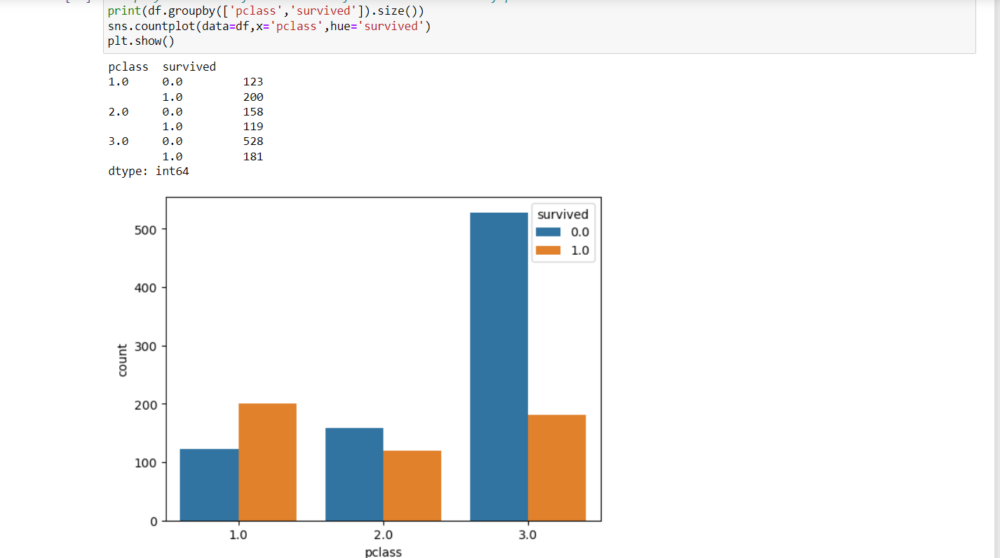 print(df.groupby(['pclass','survived']).size())
sns.countplot(data=df,x='pclass',hue='survived')
plt.show()
pclass  survived
1.0     0.0         123
        1.0         200
2.0     0.0         158
        1.0         119
3.0     0.0         528
        1.0         181
dtype: int64
survived
0.0
1.0
500
400
300
200
100
0
count
1.0 2.0 3.0
pclass